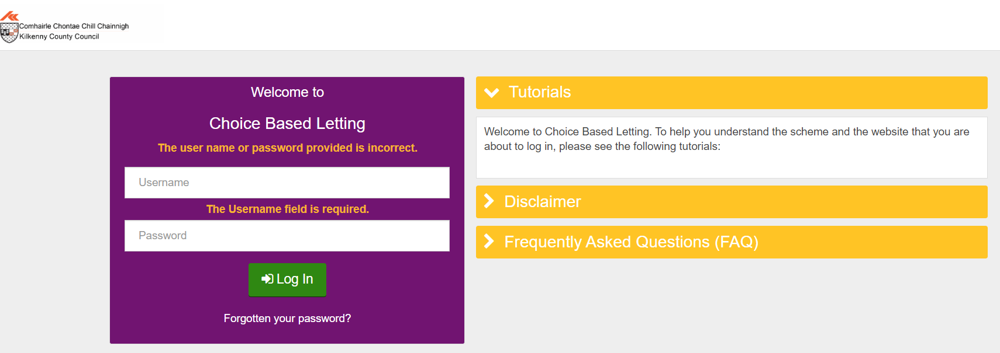 Comhairle Chontae Chill Chainnigh
Kilkenny County Council
Welcome to
Choice Based Letting
The user name or password provided is incorrect.
Username
The Username field is required.
Password
Log In
Forgotten your password?
Tutorials
Welcome to Choice Based Letting. To help you understand the scheme and the website that you are
about to log in, please see the following tutorials:
Disclaimer
Frequently Asked Questions (FAQ)